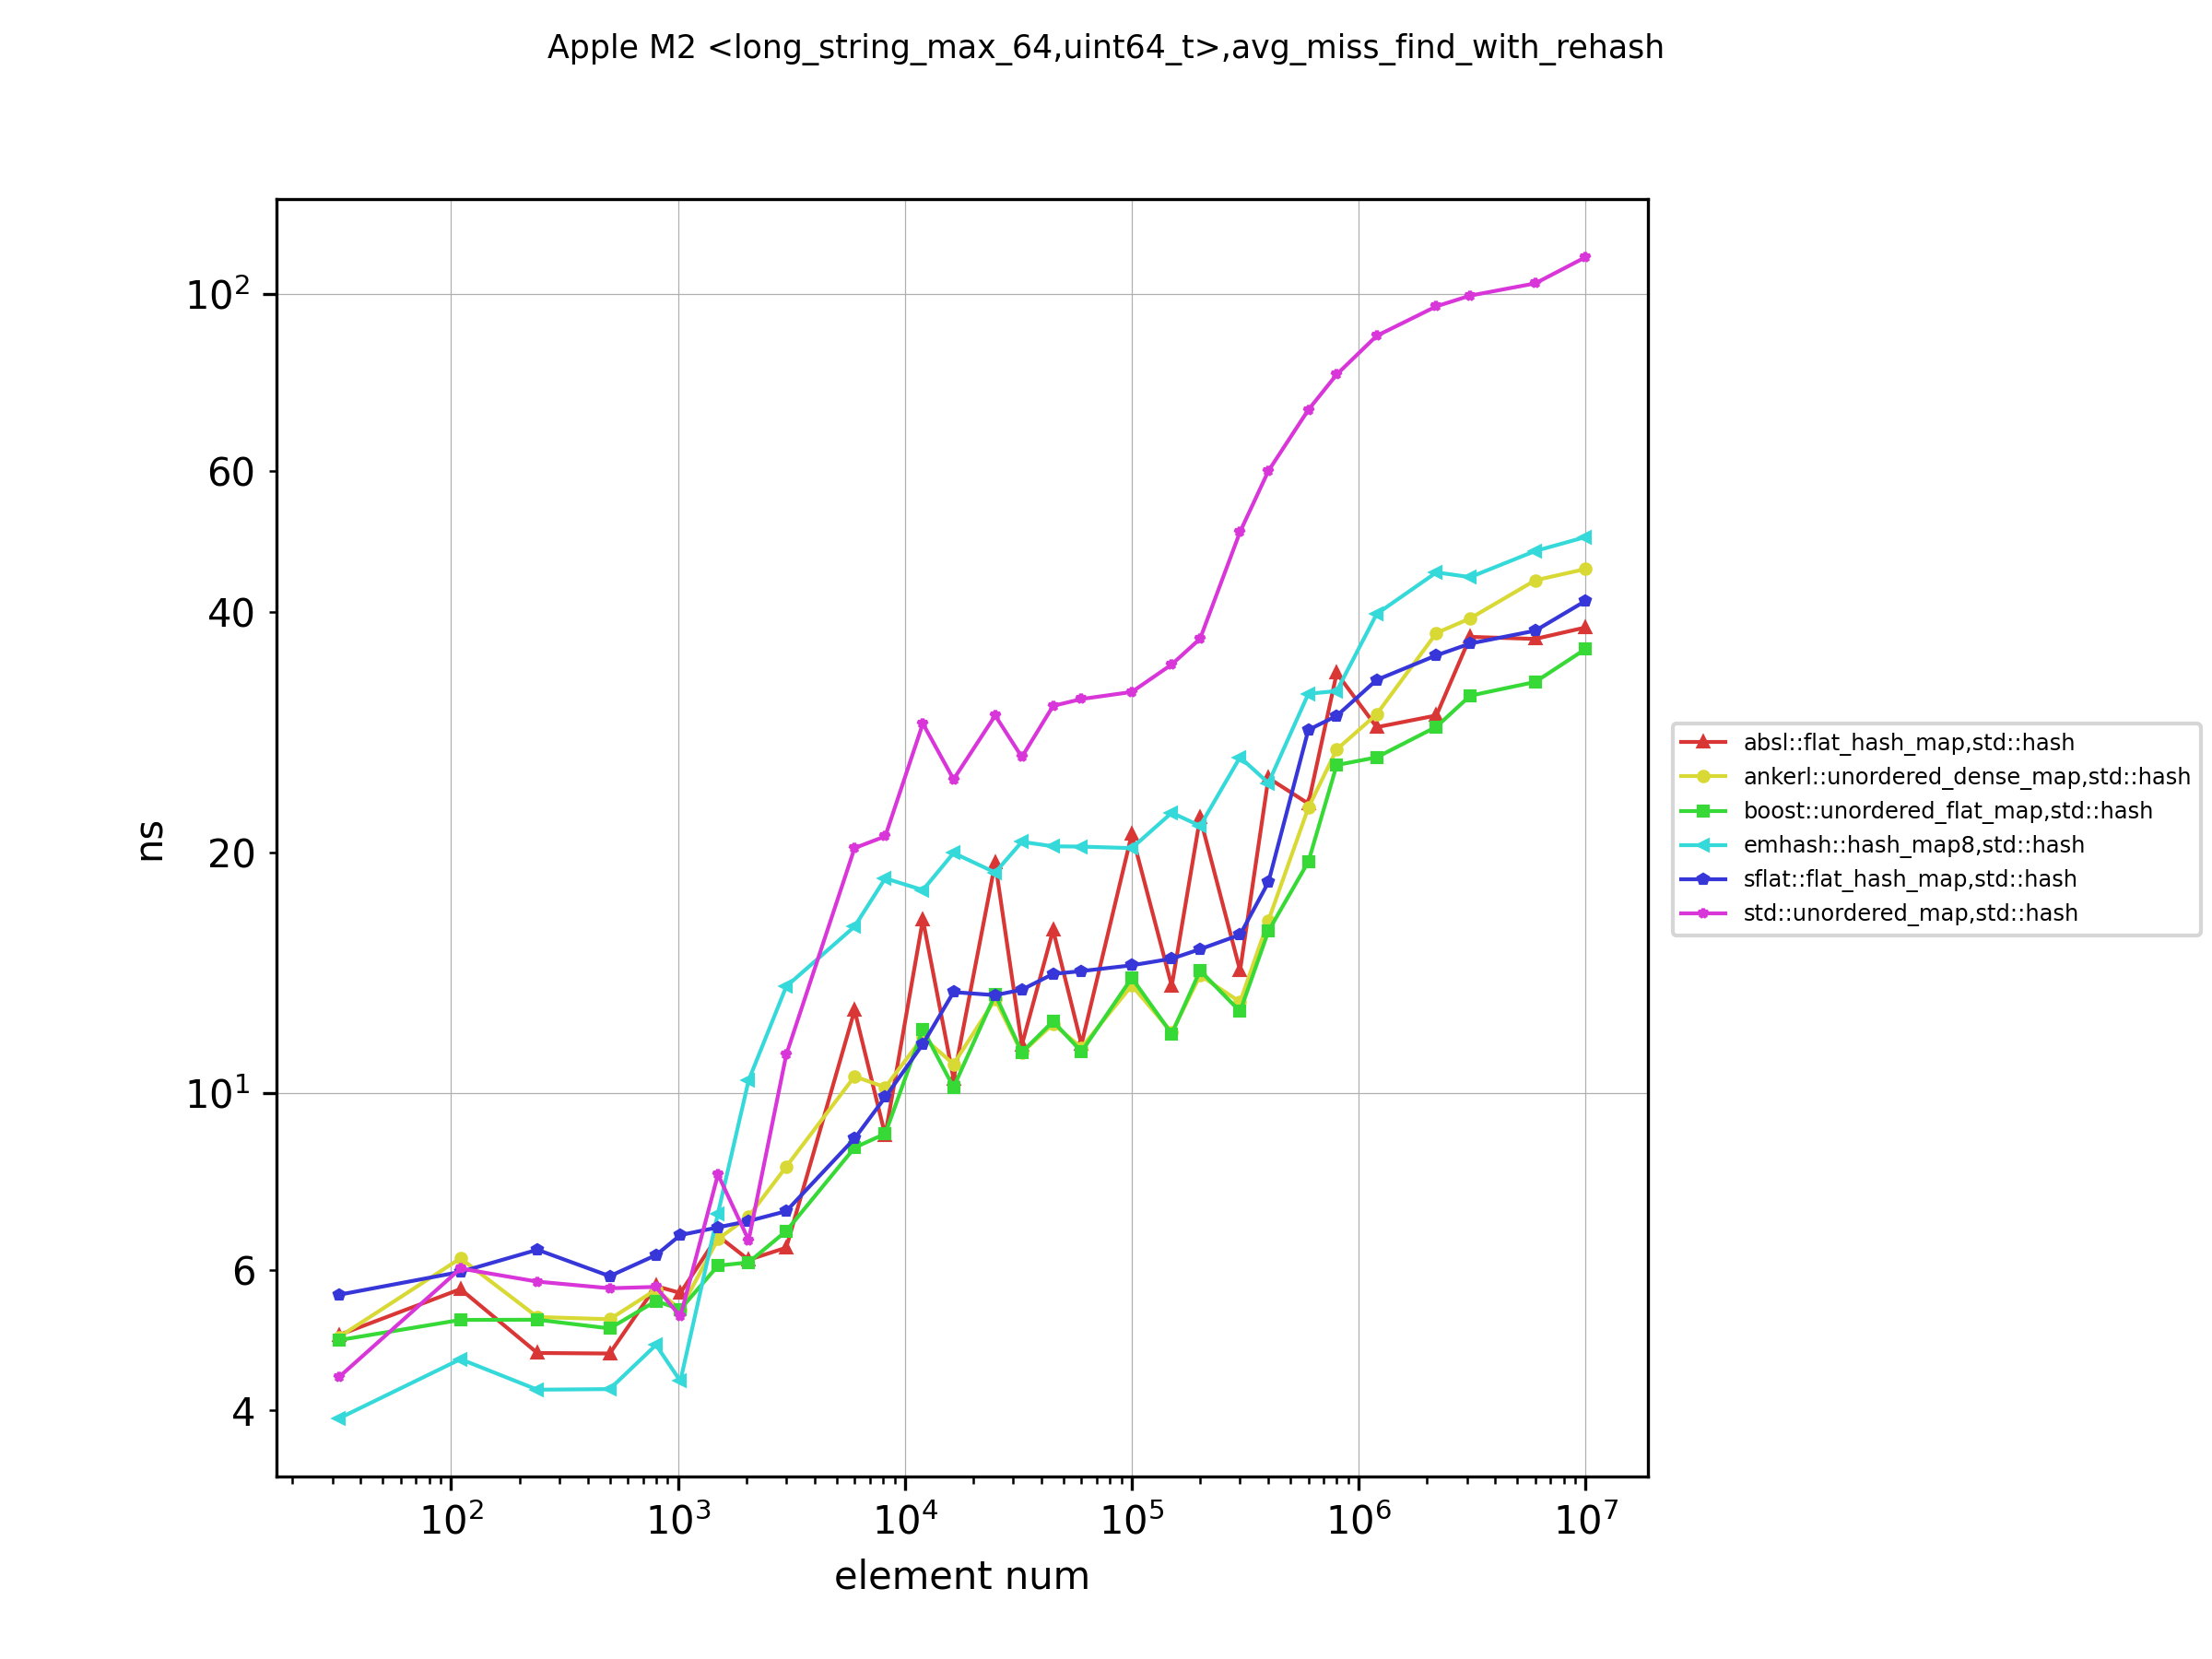 Apple M2 <long_string_max_64,uint64_t>,avg_miss_find_with_rehash
10²
60
40
20
10¹
6
4
ns
10² 10³ 10⁴ 10⁵ 10⁶ 10⁷
element num
absl::flat_hash_map,std::hash
ankerl::unordered_dense_map,std::hash
boost::unordered_flat_map,std::hash
emhash::hash_map8,std::hash
sflat::flat_hash_map,std::hash
std::unordered_map,std::hash